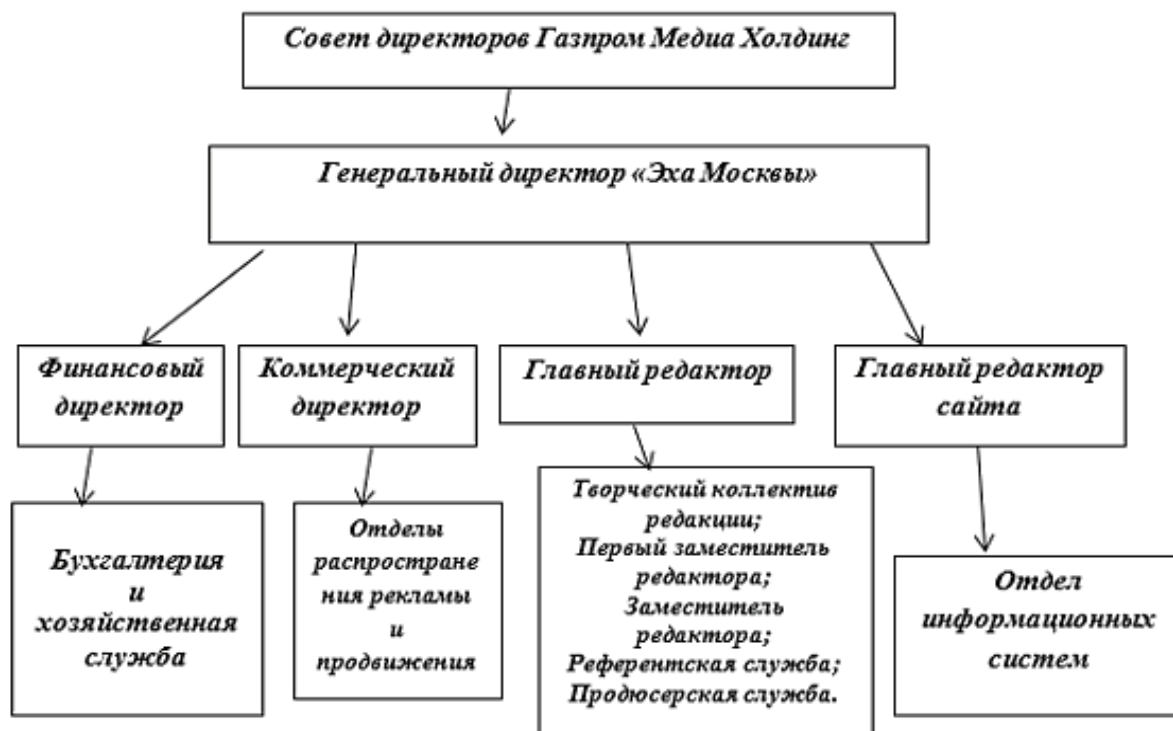 Совет директоров Газпром Медиа Холдинг
Генеральный директор «Эха Москвы»
Финансовый
директор
Коммерческий
директор
Главный редактор
Главный редактор
сайта
Бухгалтерия
и
хозяйственная
служба
Отделы
распростране
ния рекламы
и
продвижения
Творческий коллектив
редакции;
Первый заместитель
редактора;
Заместитель
редактора;
Референтская служба;
Продюсерская служба.
Отдел
информационных
систем